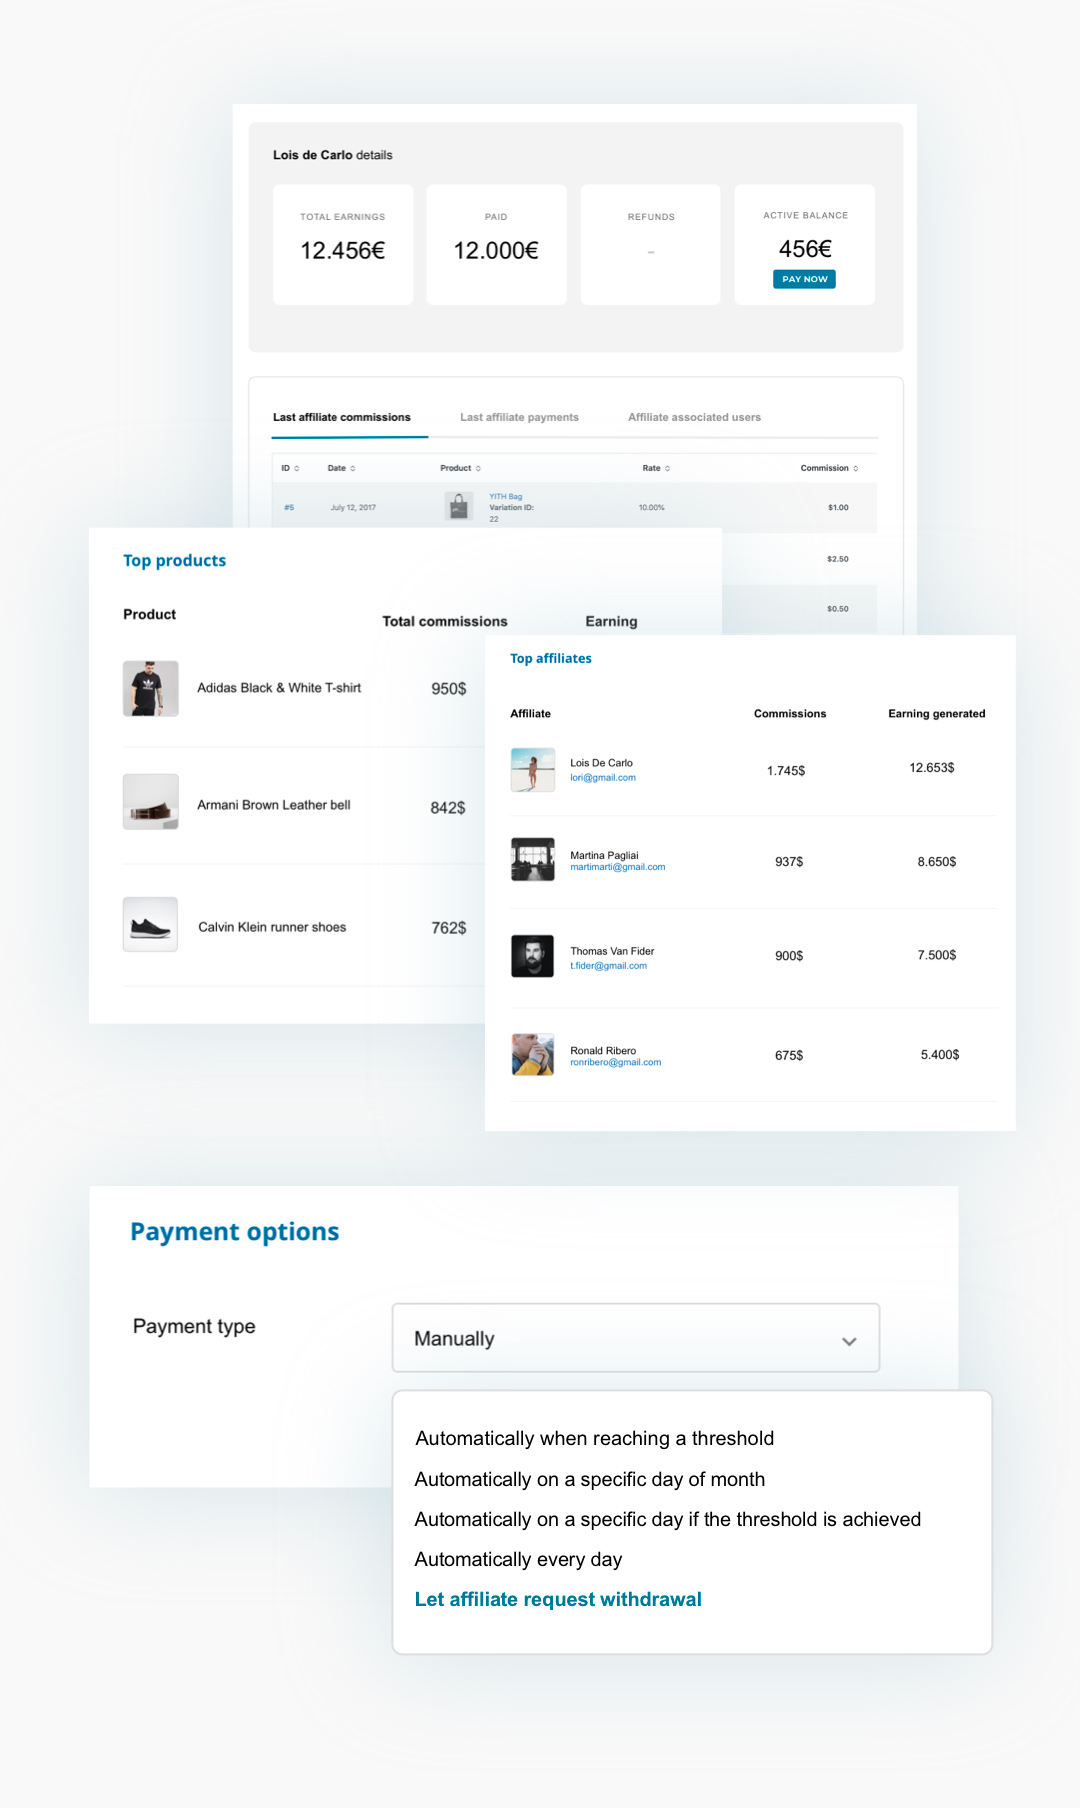 Lois de Carlo details
TOTAL EARNINGS
12.456€
PAID
12.000€
REFUNDS
-
ACTIVE BALANCE
456€
PAY NOW
Last affiliate commissions
Last affiliate payments
Affiliate associated users
ID
Date
Product
Rate
Commission
#5
July 12, 2017
YITH Bag
Variation ID:
22
10.00%
$1.00
$2.50
$0.50
Top products
Product
Total commissions
Earning
Adidas Black & White T-shirt
950$
Armani Brown Leather bell
842$
Calvin Klein runner shoes
762$
Top affiliates
Affiliate
Commissions
Earning generated
Lois De Carlo
lori@gmail.com
1.745$
12.653$
Martina Pagliai
martimarti@gmail.com
937$
8.650$
Thomas Van Fider
t.fider@gmail.com
900$
7.500$
Ronald Ribero
ronribero@gmail.com
675$
5.400$
Payment options
Payment type
Manually
Automatically when reaching a threshold
Automatically on a specific day of month
Automatically on a specific day if the threshold is achieved
Automatically every day
Let affiliate request withdrawal